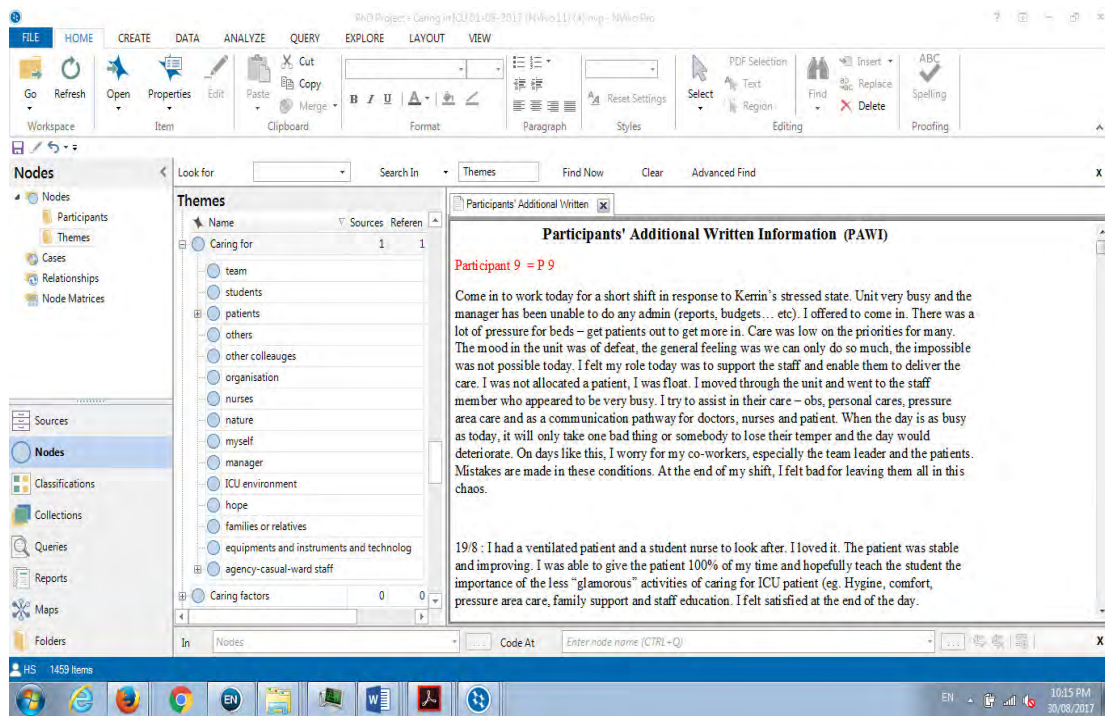 PhD Project - Caring in ICU 01-08-2017 (NVivo 11) (4).nvp - NVivo Pro
FILE HOME CREATE DATA ANALYZE QUERY EXPLORE LAYOUT VIEW
Go Refresh Open Properties Edit Paste Cut Copy Merge
B I U A
Reset Settings
Select PDF Selection Text Region Find Insert Replace Delete
ABC Spelling
Workspace Item Clipboard Format Paragraph Styles Editing Proofing
Nodes
Look for Search In Themes Find Now Clear Advanced Find X
Nodes
Participants
Themes
Cases
Relationships
Node Matrices
Sources
Nodes
Classifications
Collections
Queries
Reports
Maps
Folders
Themes
Name Sources Referen
Caring for 1 1
team
students
patients
others
other colleauges
organisation
nurses
nature
myself
manager
ICU environment
hope
families or relatives
equipments and instruments and technolog
agency-casual-ward staff
Caring factors 0 0
Participants' Additional Written
Participants' Additional Written Information (PAWI)
Participant 9 = P 9
Come in to work today for a short shift in response to Kerrin's stressed state. Unit very busy and the
manager has been unable to do any admin (reports, budgets… etc). I offered to come in. There was a
lot of pressure for beds – get patients out to get more in. Care was low on the priorities for many.
The mood in the unit was of defeat, the general feeling was we can only do so much, the impossible
was not possible today. I felt my role today was to support the staff and enable them to deliver the
care. I was not allocated a patient, I was float. I moved through the unit and went to the staff
member who appeared to be very busy. I try to assist in their care – obs, personal cares, pressure
area care and as a communication pathway for doctors, nurses and patient. When the day is as busy
as today, it will only take one bad thing or somebody to lose their temper and the day would
deteriorate. On days like this, I worry for my co-workers, especially the team leader and the patients.
Mistakes are made in these conditions. At the end of my shift, I felt bad for leaving them all in this
chaos.
19/8 : I had a ventilated patient and a student nurse to look after. I loved it. The patient was stable
and improving. I was able to give the patient 100% of my time and hopefully teach the student the
importance of the less “glamorous” activities of caring for ICU patient (eg. Hygine, comfort,
pressure area care, family support and staff education. I felt satisfied at the end of the day.
In Nodes Code At Enter node name (CTRL+Q) X
HS 1459 Items
EN EN 10:15 PM
30/08/2017